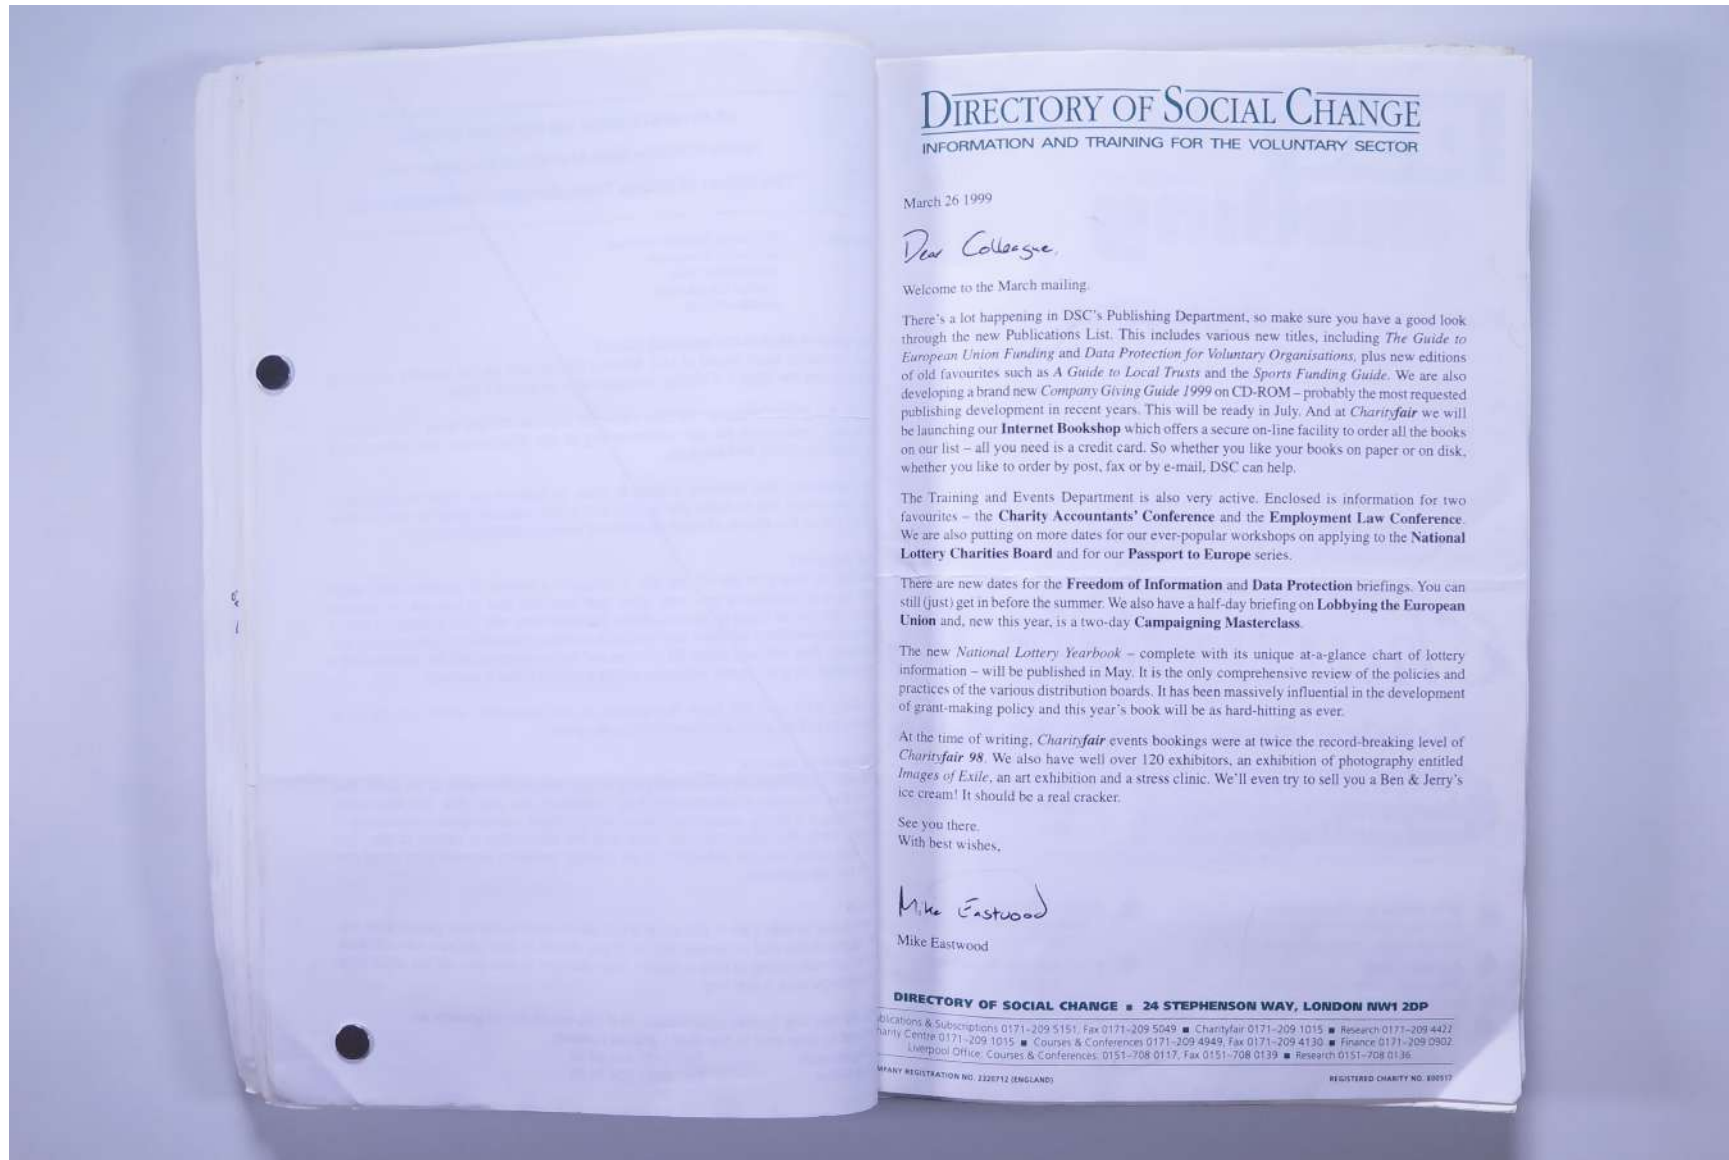 DIRECTORY OF SOCIAL CHANGE
INFORMATION AND TRAINING FOR THE VOLUNTARY SECTOR
March 26 1999
Dear Colleague,
Welcome to the March mailing.
There's a lot happening in DSC's Publishing Department, so make sure you have a good look
through the new Publications List. This includes various new titles, including The Guide to
European Union Funding and Data Protection for Voluntary Organisations, plus new editions
of old favourites such as A Guide to Local Trusts and the Sports Funding Guide. We are also
developing a brand new Company Giving Guide 1999 on CD-ROM – probably the most requested
publishing development in recent years. This will be ready in July. And at Charityfair we will
be launching our Internet Bookshop which offers a secure on-line facility to order all the books
on our list – all you need is a credit card. So whether you like your books on paper or on disk,
whether you like to order by post, fax or by e-mail, DSC can help.
The Training and Events Department is also very active. Enclosed is information for two
favourites – the Charity Accountants' Conference and the Employment Law Conference.
We are also putting on more dates for our ever-popular workshops on applying to the National
Lottery Charities Board and for our Passport to Europe series.
There are new dates for the Freedom of Information and Data Protection briefings. You can
still (just) get in before the summer. We also have a half-day briefing on Lobbying the European
Union and, new this year, is a two-day Campaigning Masterclass.
The new National Lottery Yearbook – complete with its unique at-a-glance chart of lottery
information – will be published in May. It is the only comprehensive review of the policies and
practices of the various distribution boards. It has been massively influential in the development
of grant-making policy and this year's book will be as hard-hitting as ever.
At the time of writing, Charityfair events bookings were at twice the record-breaking level of
Charityfair 98. We also have well over 120 exhibitors, an exhibition of photography entitled
Images of Exile, an art exhibition and a stress clinic. We'll even try to sell you a Ben & Jerry's
ice cream! It should be a real cracker.
See you there.
With best wishes,
Mike Eastwood
Mike Eastwood
DIRECTORY OF SOCIAL CHANGE ■ 24 STEPHENSON WAY, LONDON NW1 2DP
blications & Subscriptions 0171-209 5151, Fax 0171-209 5049 ■ Charityfair 0171-209 1015 ■ Research 0171-209 4422
harity Centre 0171-209 1015 ■ Courses & Conferences 0171-209 4949, Fax 0171-209 4130 ■ Finance 0171-209 0902
Liverpool Office: Courses & Conferences: 0151-708 0117, Fax 0151-708 0139 ■ Research 0151-708 0136
MPANY REGISTRATION NO. 2320712 (ENGLAND) REGISTERED CHARITY NO. 800517